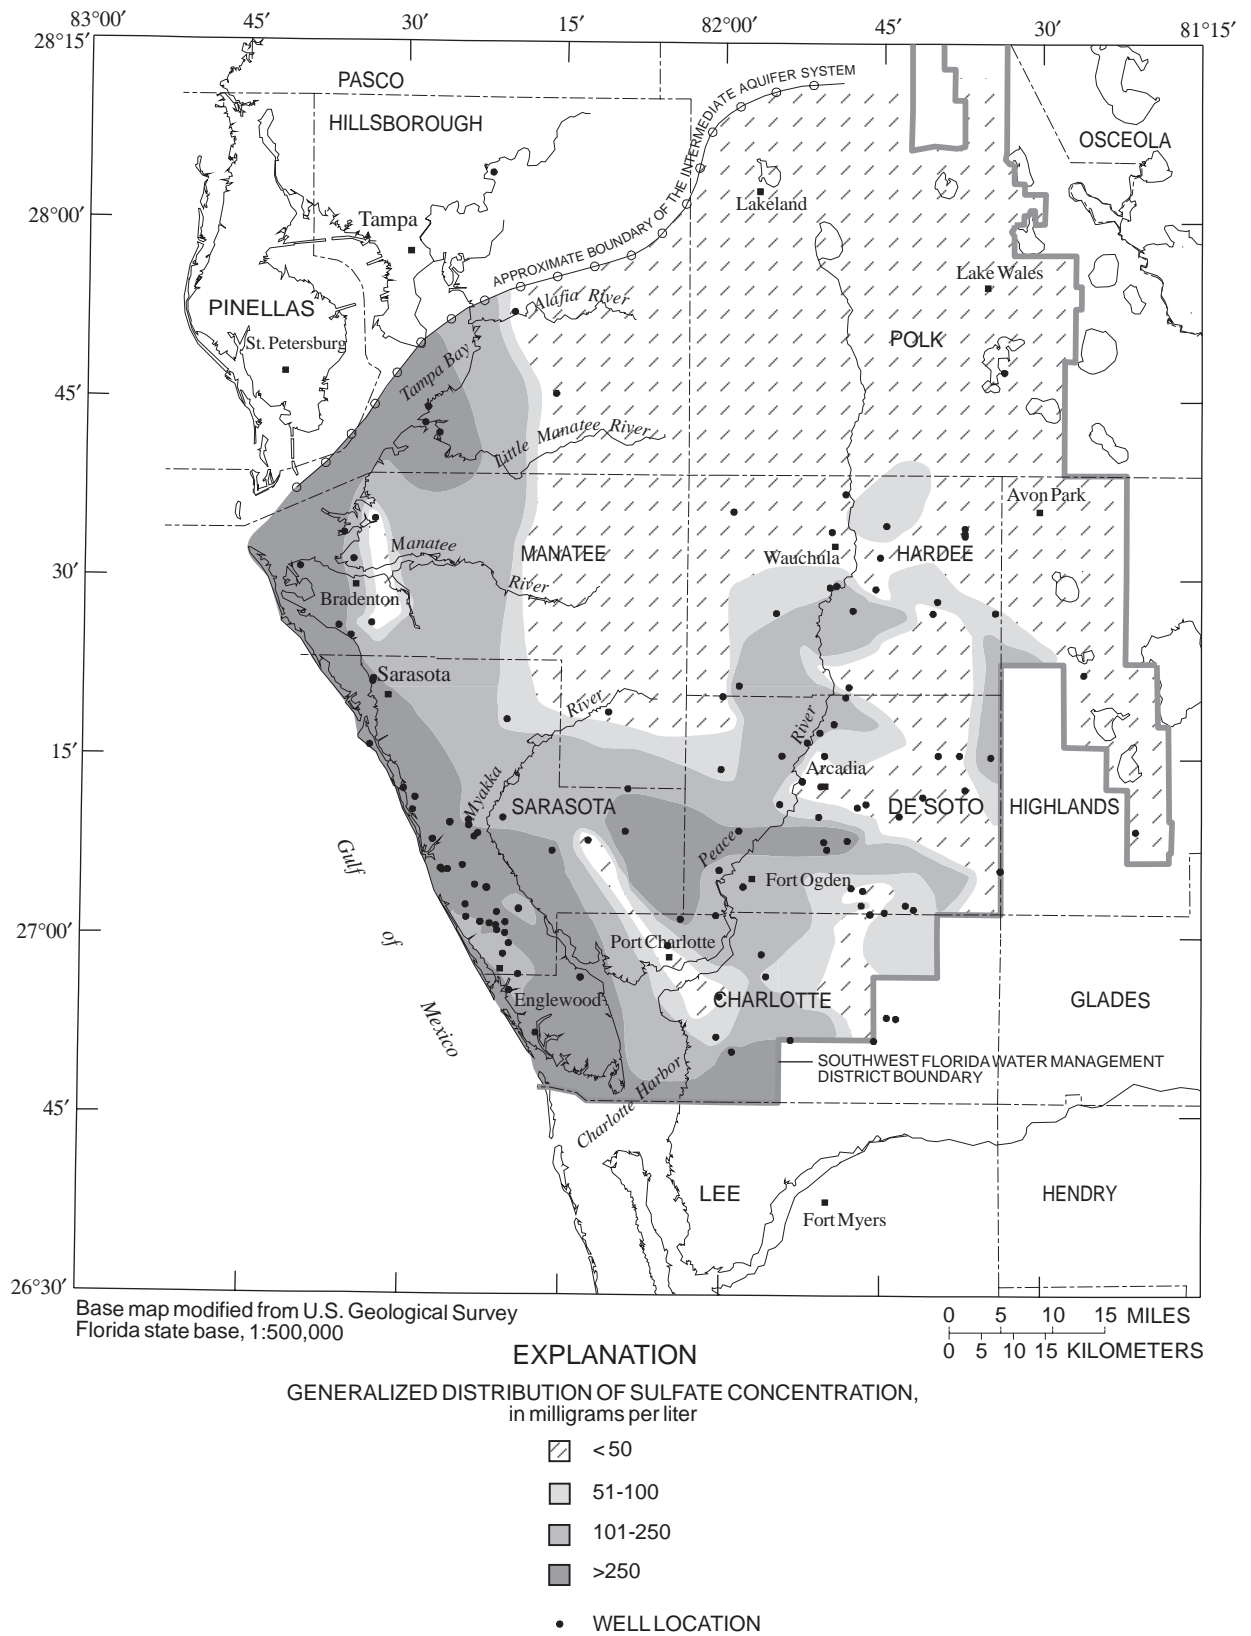 83°00′ 45′ 30′ 15′ 82°00′ 45′ 30′ 81°15′
28°15′
PASCO
APPROXIMATE BOUNDARY OF THE INTERMEDIATE AQUIFER SYSTEM
HILLSBOROUGH
OSCEOLA
Lakeland
28°00′
Tampa
Lake Wales
PINELLAS
Alafia River
St. Petersburg
POLK
Tampa Bay
45′
Little Manatee River
Avon Park
Manatee
River
MANATEE
Wauchula
HARDEE
30′
Bradenton
Sarasota
River
River
15′
Arcadia
Myakka
SARASOTA
DE SOTO
HIGHLANDS
Gulf
of
Mexico
Peace
Fort Ogden
27°00′
Port Charlotte
Englewood
CHARLOTTE
GLADES
SOUTHWEST FLORIDA WATER MANAGEMENT
DISTRICT BOUNDARY
Charlotte Harbor
45′
LEE
HENDRY
Fort Myers
26°30′
Base map modified from U.S. Geological Survey
Florida state base, 1:500,000
0 5 10 15 MILES
0 5 10 15 KILOMETERS
EXPLANATION
GENERALIZED DISTRIBUTION OF SULFATE CONCENTRATION,
in milligrams per liter
<50
51-100
101-250
>250
WELL LOCATION